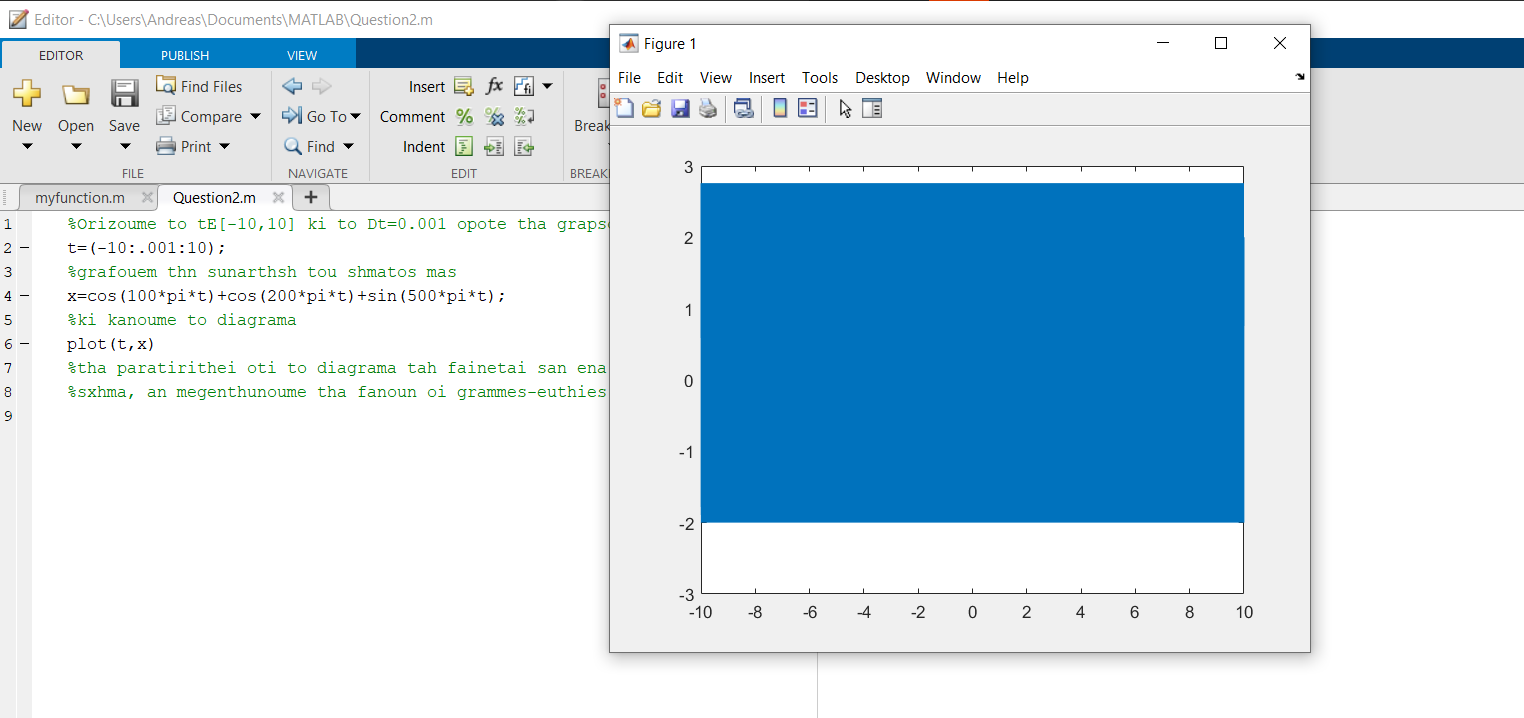 Editor - C:\Users\Andreas\Documents\MATLAB\Question2.m
EDITOR PUBLISH VIEW
New Open Save
Find Files
Compare
Print
FILE
Go To
Find
NAVIGATE
Insert fx
Comment
Indent
EDIT
Break
BREAK
myfunction.m Question2.m
1 %Orizoume to tE[-10,10] ki to Dt=0.001 opote tha graps
2 t=(-10:.001:10);
3 %grafouem thn sunarthsh tou shmatos mas
4 x=cos(100*pi*t)+cos(200*pi*t)+sin(500*pi*t);
5 %ki kanoume to diagrama
6 plot(t,x)
7 %tha paratirithei oti to diagrama tah fainetai san ena
8 %sxhma, an megenthunoume tha fanoun oi grammes-euthies
9
Figure 1
File Edit View Insert Tools Desktop Window Help
3
2
1
0
-1
-2
-3
-10 -8 -6 -4 -2 0 2 4 6 8 10